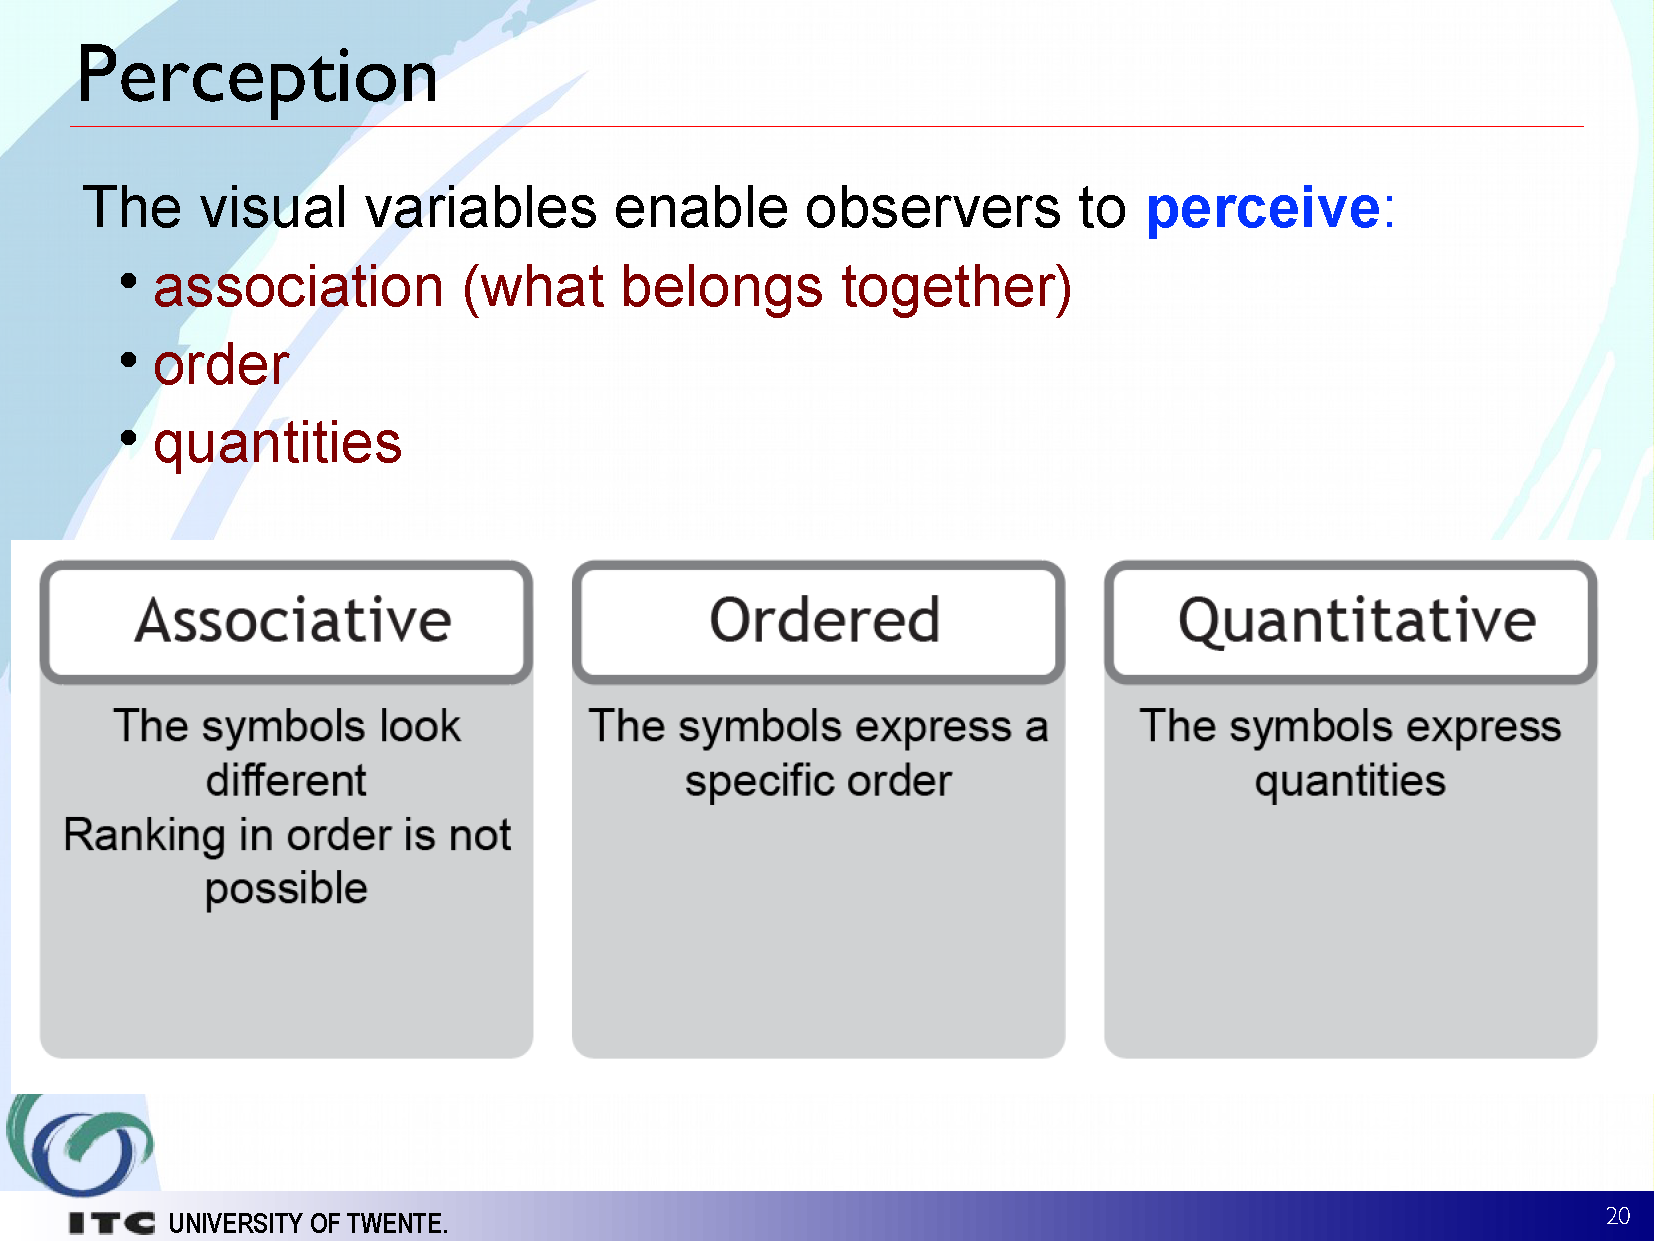 Perception
The visual variables enable observers to perceive:
• association (what belongs together)
• order
• quantities
Associative
The symbols look
different
Ranking in order is not
possible
Ordered
The symbols express a
specific order
Quantitative
The symbols express
quantities
ITC UNIVERSITY OF TWENTE.
20